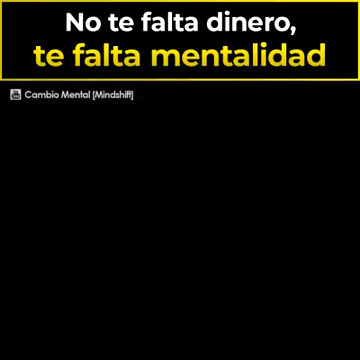 No te falta dinero,
te falta mentalidad
Cambio Mental [Mindshift]